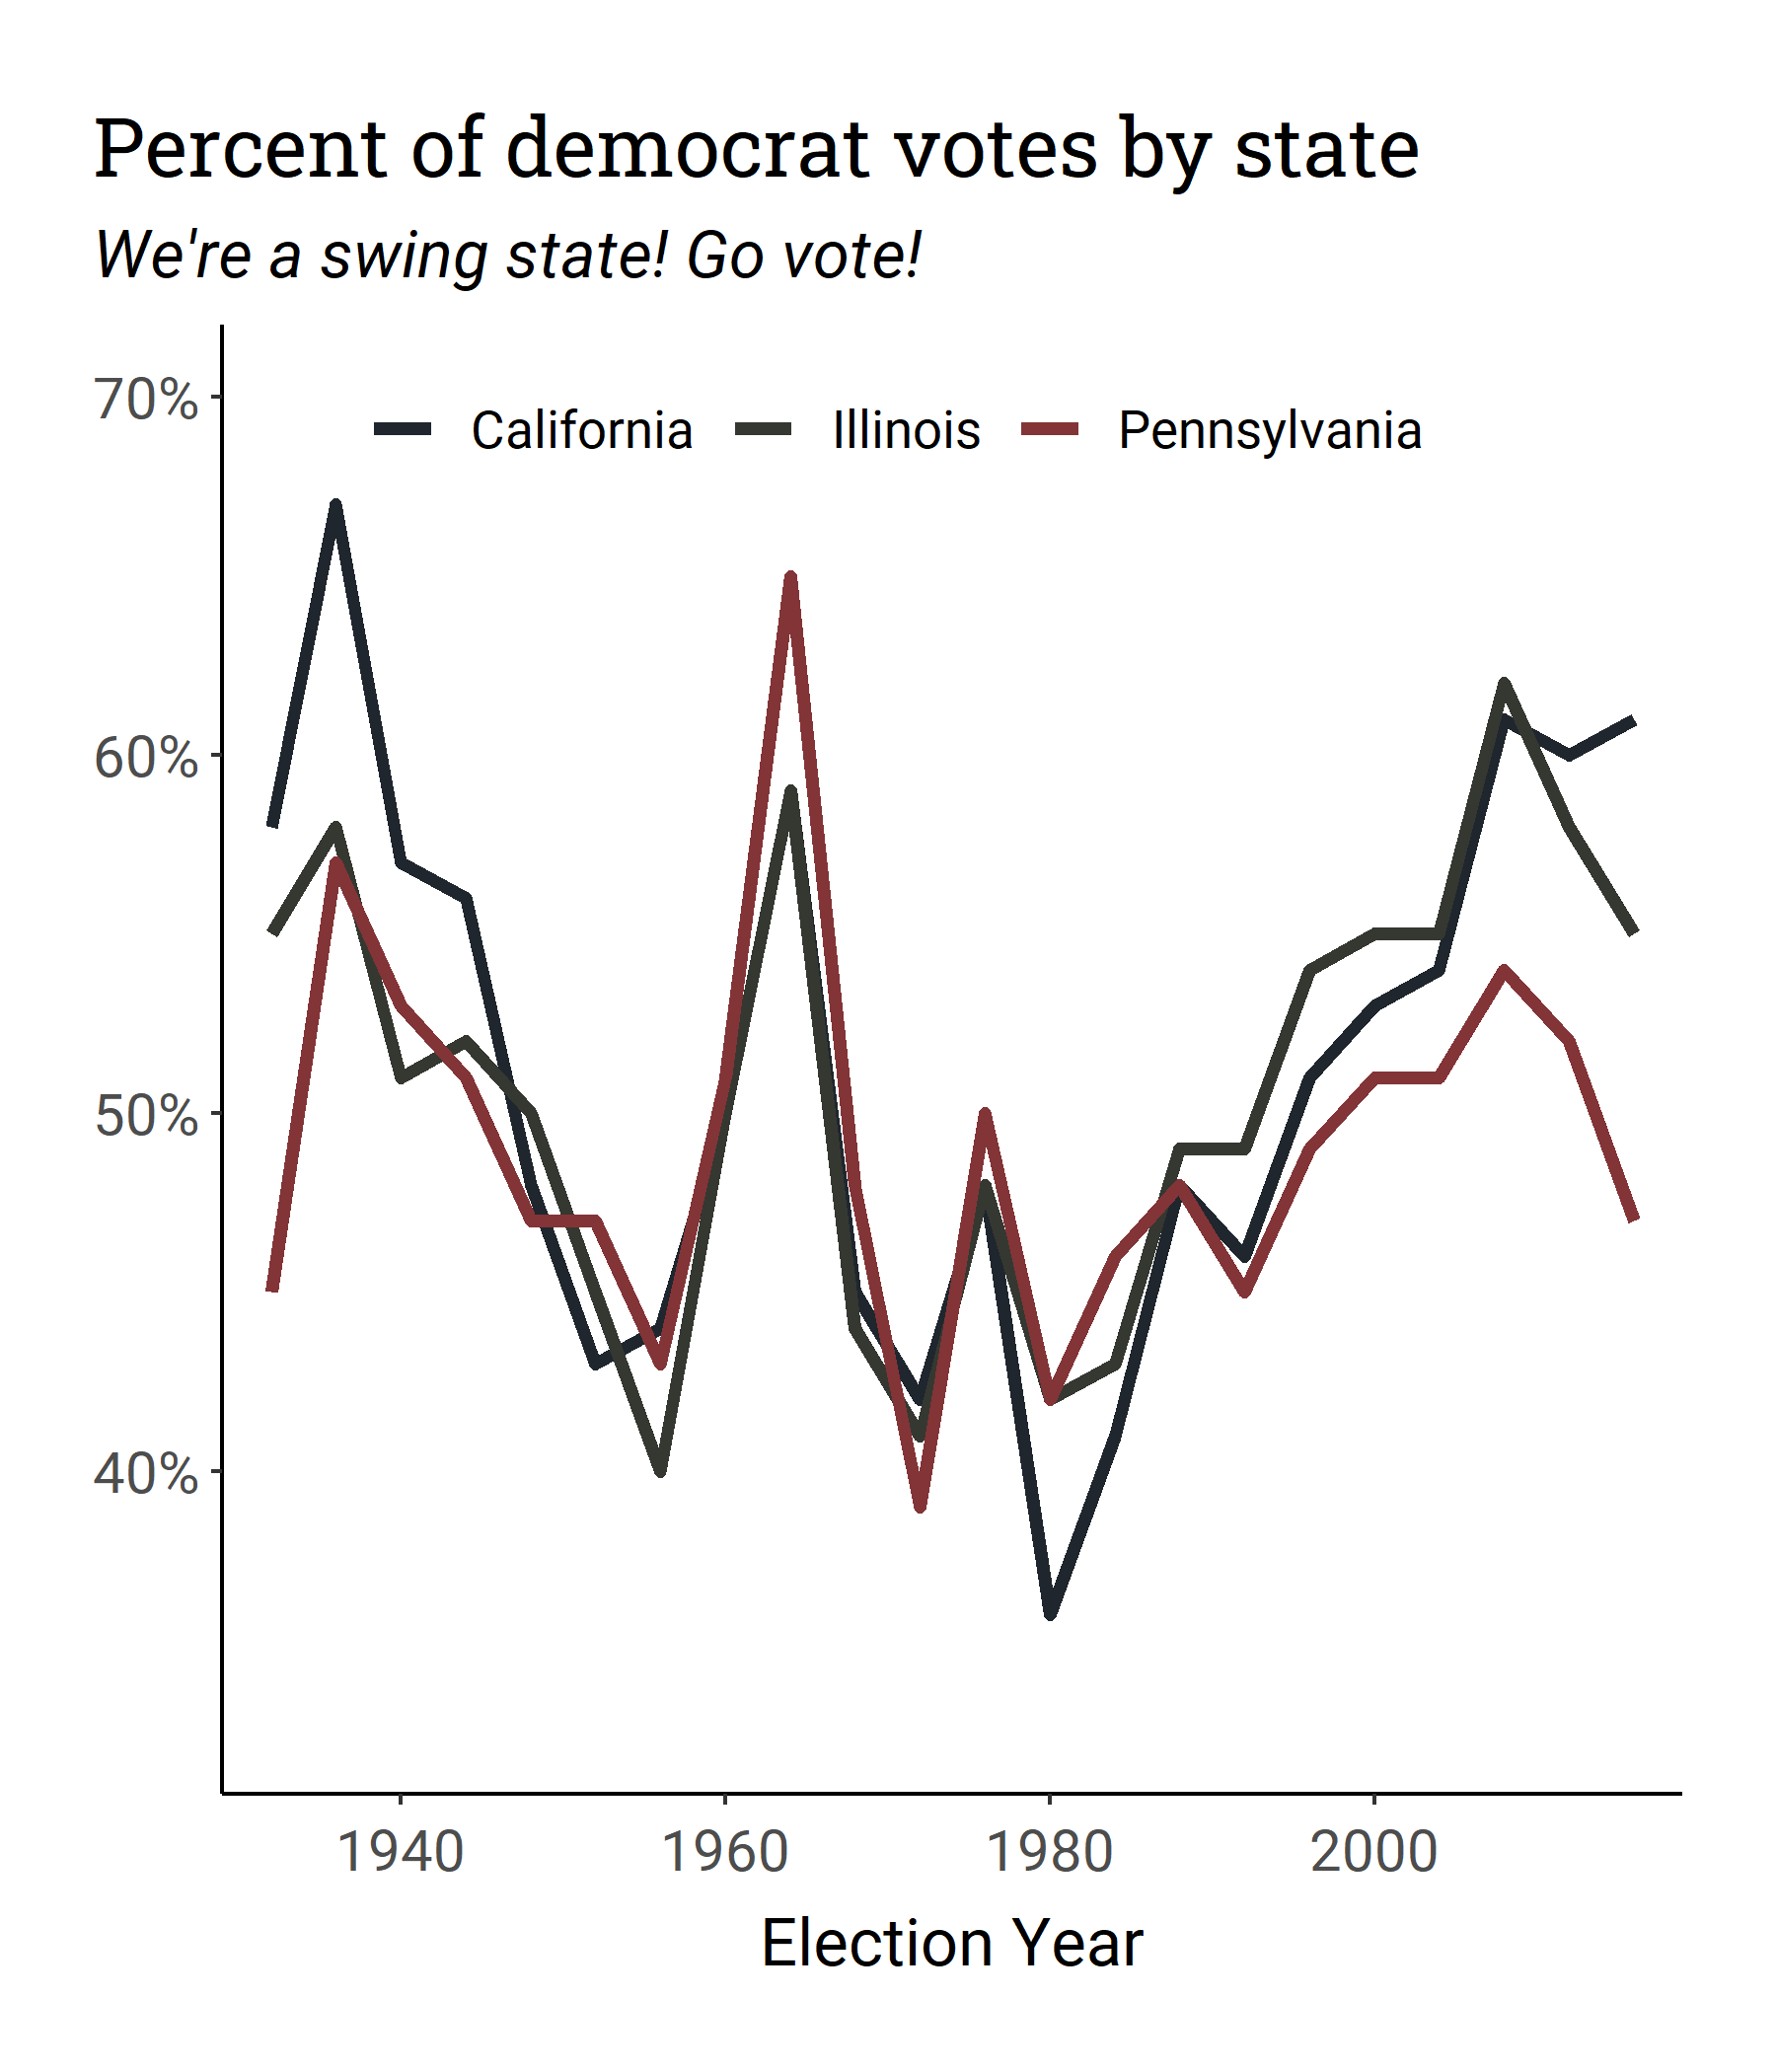 Percent of democrat votes by state
We're a swing state! Go vote!
70%
California Illinois Pennsylvania
60%
50%
40%
1940 1960 1980 2000
Election Year